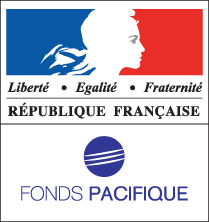 Liberté • Egalité • Fraternité
RÉPUBLIQUE FRANÇAISE
FONDS PACIFIQUE